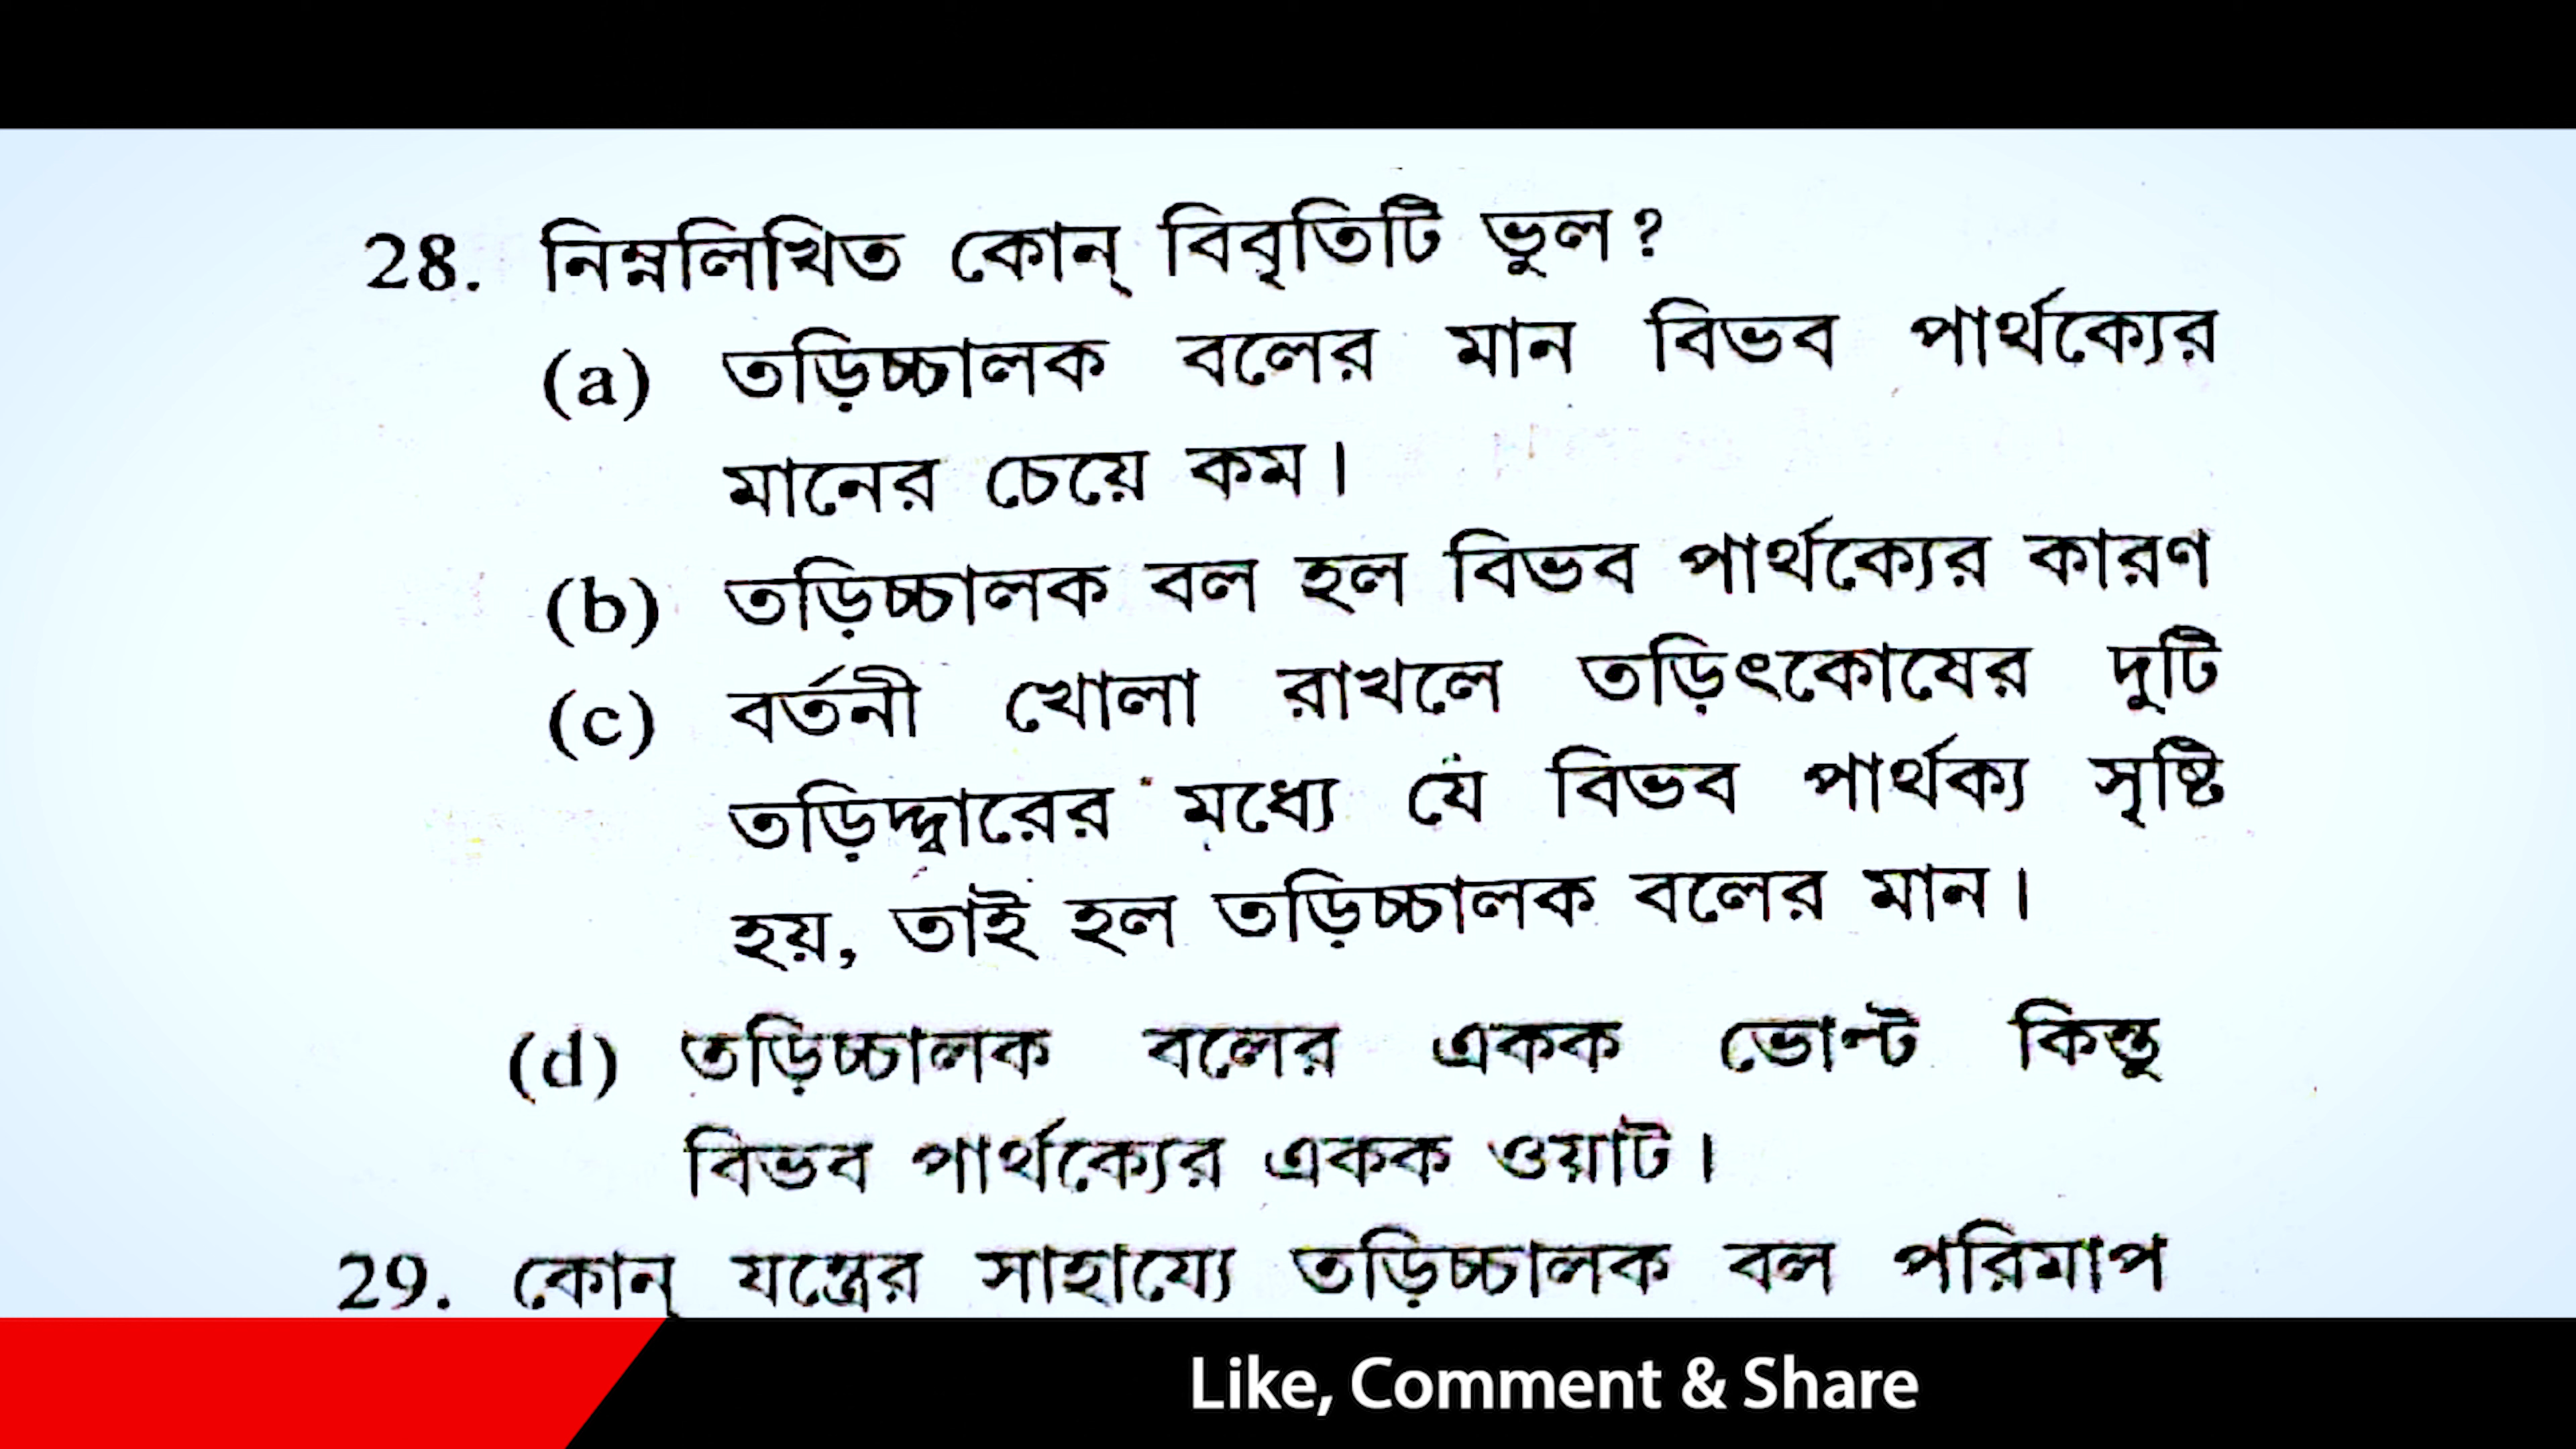 28. নিম্নলিখিত কোন্ বিবৃতিটি ভুল?
(a) তড়িচ্চালক বলের মান বিভব পার্থক্যের
মানের চেয়ে কম।
(b) তড়িচ্চালক বল হল বিভব পার্থক্যের কারণ
(c) বর্তনী খোলা রাখলে তড়িৎকোষের দুটি
তড়িদ্দ্বারের মধ্যে যে বিভব পার্থক্য সৃষ্টি
হয়, তাই হল তড়িচ্চালক বলের মান।
(d) তড়িচ্চালক বলের একক ভোল্ট কিন্তু
বিভব পার্থক্যের একক ওয়াট।
29. কোন্ যন্ত্রের সাহায্যে তড়িচ্চালক বল পরিমাপ
Like, Comment & Share